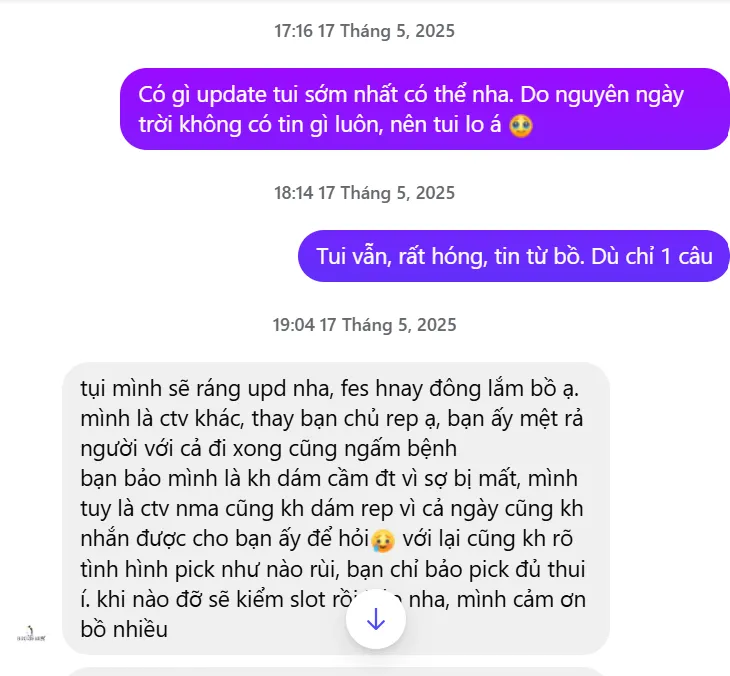 17:16 17 Tháng 5, 2025
Có gì update tui sớm nhất có thể nha. Do nguyên ngày
trời không có tin gì luôn, nên tui lo á 🥹
18:14 17 Tháng 5, 2025
Tui vẫn, rất hóng, tin từ bồ. Dù chỉ 1 câu
19:04 17 Tháng 5, 2025
tụi mình sẽ ráng upd nha, fes hnay đông lắm bồ ạ.
mình là ctv khác, thay bạn chủ rep ạ, bạn ấy mệt rả
người với cả đi xong cũng ngấm bệnh
bạn bảo mình là kh dám cầm đt vì sợ bị mất, mình
tuy là ctv nma cũng kh dám rep vì cả ngày cũng kh
nhắn được cho bạn ấy để hỏi😥 với lại cũng kh rõ
tình hình pick như nào rùi, bạn chỉ bảo pick đủ thui
í. khi nào đỡ sẽ kiểm slot rồi nha, mình cảm ơn
bồ nhiều